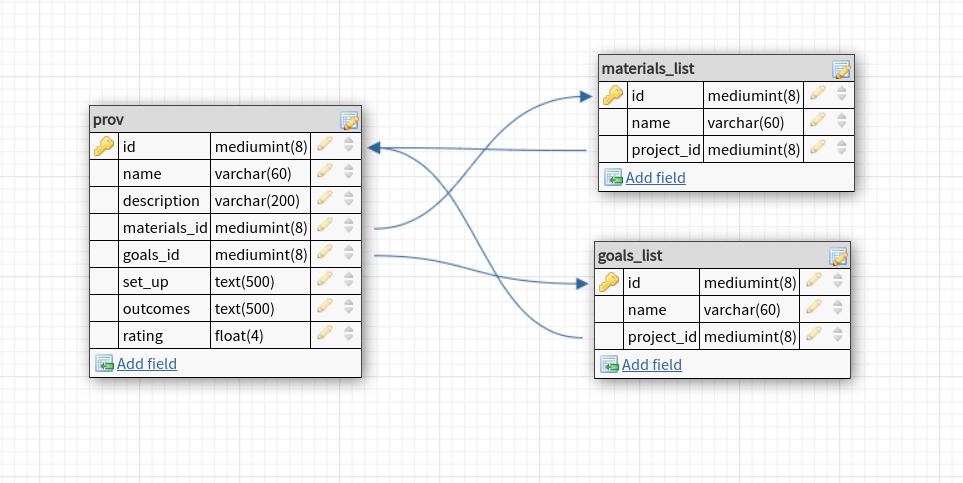 prov
id mediumint(8)
name varchar(60)
description varchar(200)
materials_id mediumint(8)
goals_id mediumint(8)
set_up text(500)
outcomes text(500)
rating float(4)
Add field
materials_list
id mediumint(8)
name varchar(60)
project_id mediumint(8)
Add field
goals_list
id mediumint(8)
name varchar(60)
project_id mediumint(8)
Add field